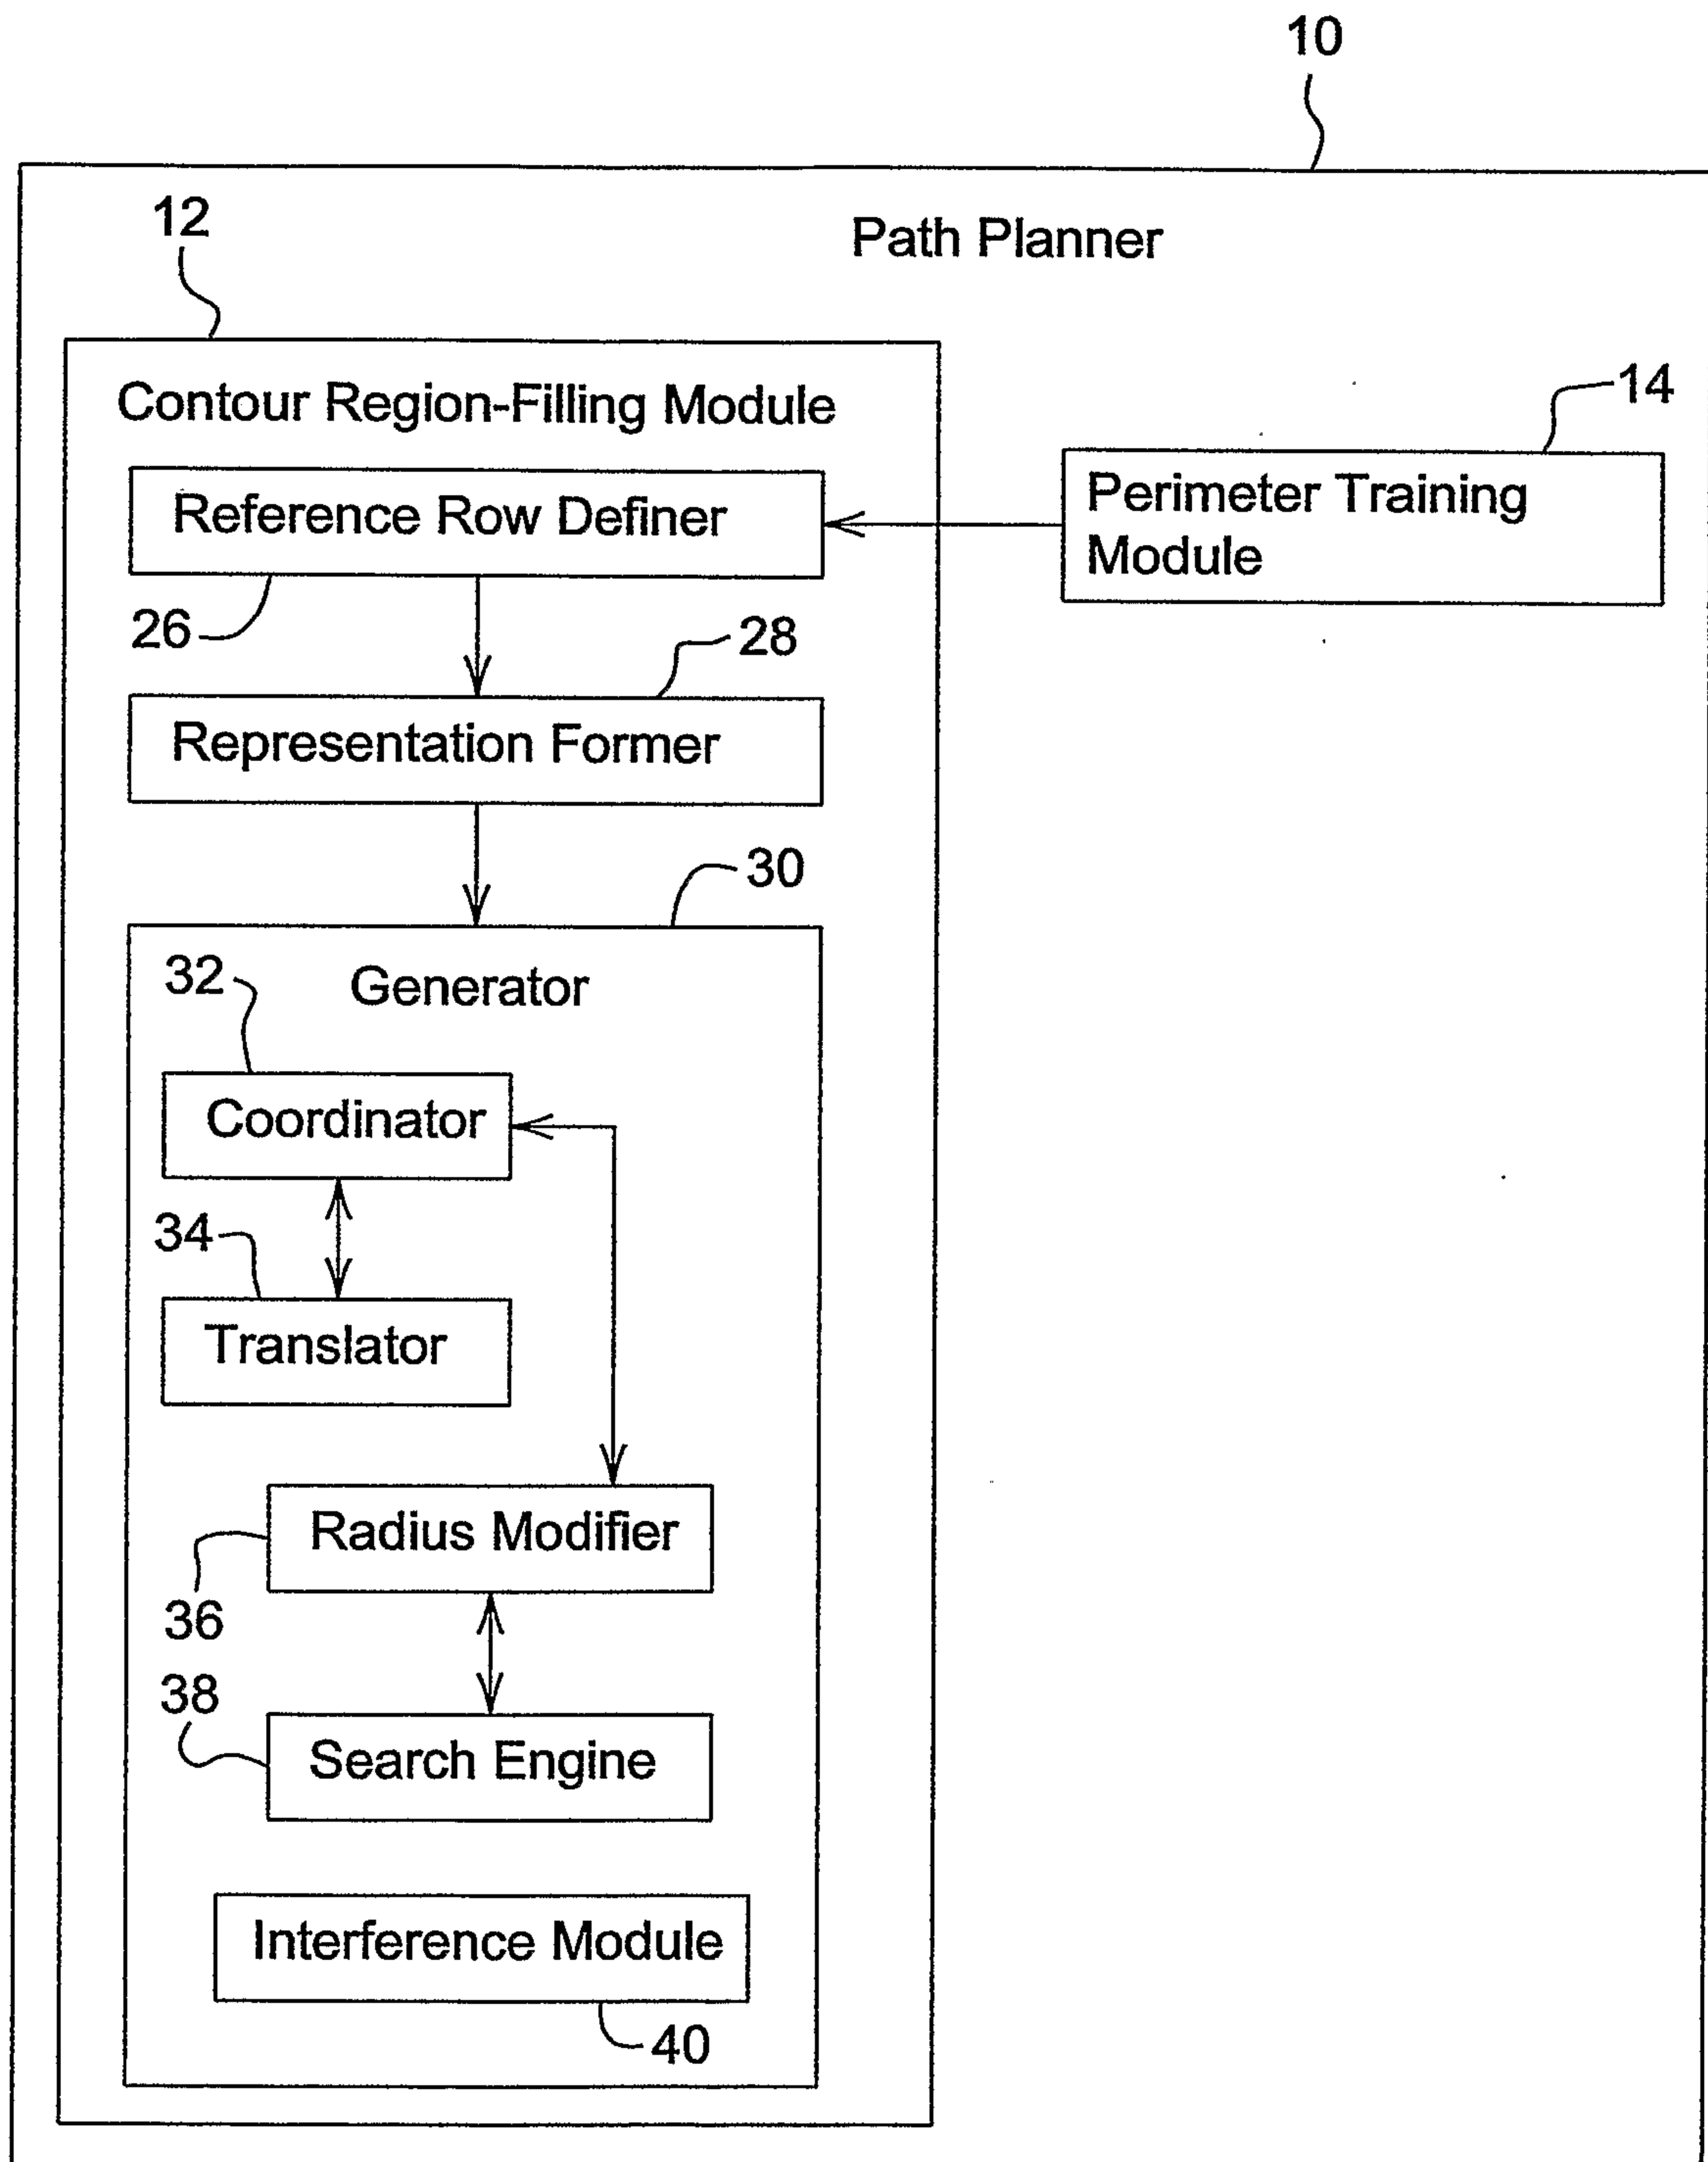 10
Path Planner
12
Contour Region-Filling Module
14
Reference Row Definer
Perimeter Training
Module
26
28
Representation Former
30
Generator
32
Coordinator
34
Translator
Radius Modifier
36
38
Search Engine
Interference Module
40